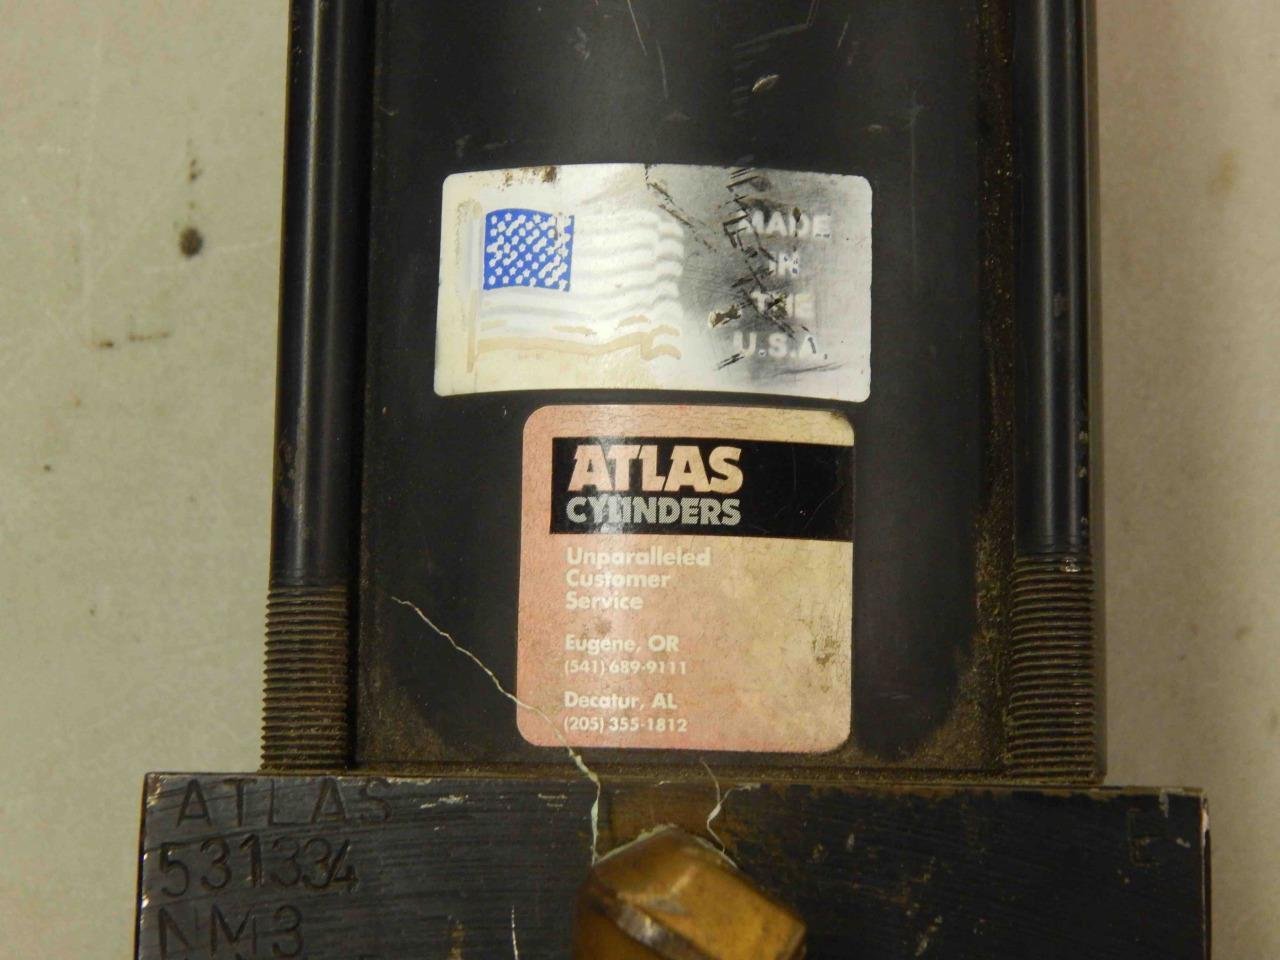 MADE
IN
THE
U.S.A.
ATLAS
CYLINDERS
Unparalleled
Customer
Service
Eugene, OR
(541) 689-9111
Decatur, AL
(205) 355-1812
ATLAS
531334
NM3
E